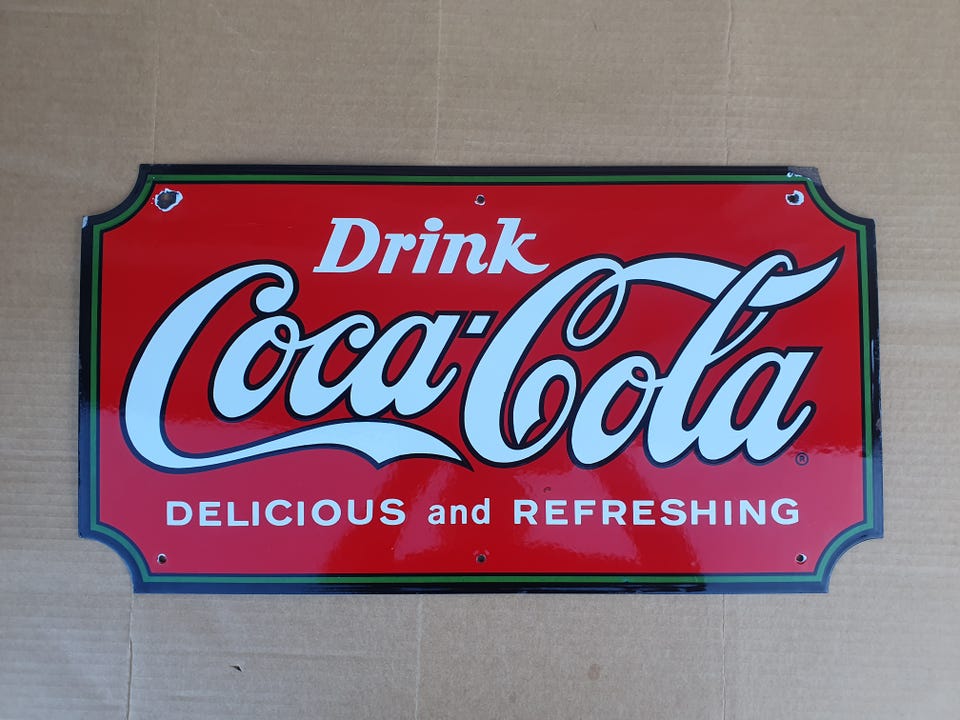 Drink
Coca-Cola
®
DELICIOUS and REFRESHING